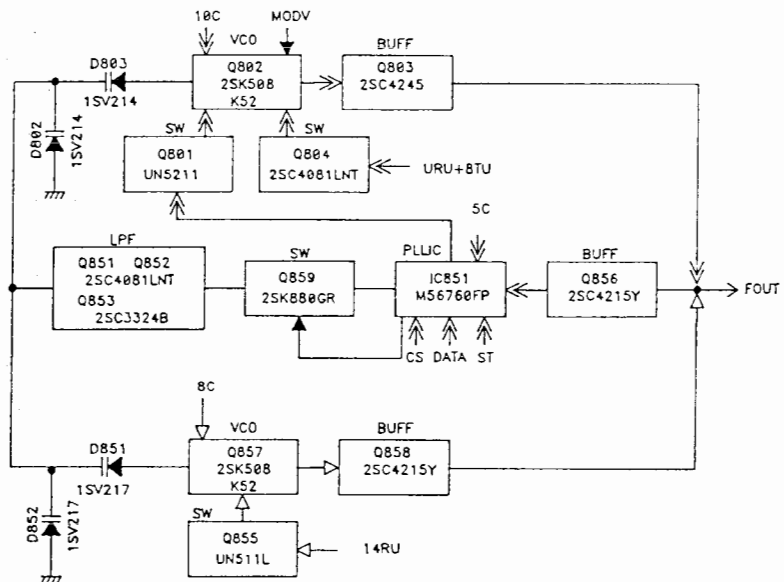 10C
MODV
VCO
BUFF
D803
1SV214
Q802
2SK508
K52
Q803
2SC4245
D802
1SV214
SW
Q801
UN5211
SW
Q804
2SC4081LNT
URU+8TU
5C
LPF
Q851 Q852
2SC4081LNT
Q853
2SC3324B
SW
Q859
2SK880GR
PLLIC
IC851
M56760FP
BUFF
Q856
2SC4215Y
FOUT
CS DATA ST
8C
VCO
BUFF
D851
1SV217
Q857
2SK508
K52
Q858
2SC4215Y
D852
1SV217
SW
Q855
UN511L
14RU